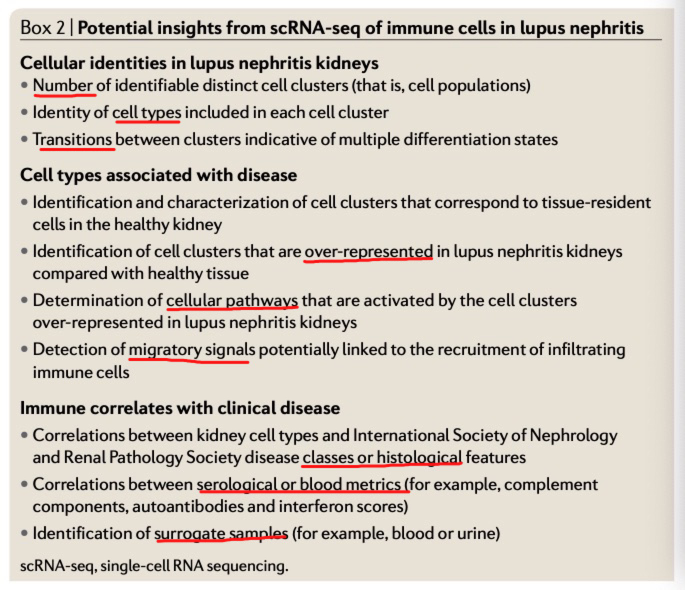 Box 2 | Potential insights from scRNA-seq of immune cells in lupus nephritis
Cellular identities in lupus nephritis kidneys
• Number of identifiable distinct cell clusters (that is, cell populations)
• Identity of cell types included in each cell cluster
• Transitions between clusters indicative of multiple differentiation states
Cell types associated with disease
• Identification and characterization of cell clusters that correspond to tissue-resident
cells in the healthy kidney
• Identification of cell clusters that are over-represented in lupus nephritis kidneys
compared with healthy tissue
• Determination of cellular pathways that are activated by the cell clusters
over-represented in lupus nephritis kidneys
• Detection of migratory signals potentially linked to the recruitment of infiltrating
immune cells
Immune correlates with clinical disease
• Correlations between kidney cell types and International Society of Nephrology
and Renal Pathology Society disease classes or histological features
• Correlations between serological or blood metrics (for example, complement
components, autoantibodies and interferon scores)
• Identification of surrogate samples (for example, blood or urine)
scRNA-seq, single-cell RNA sequencing.